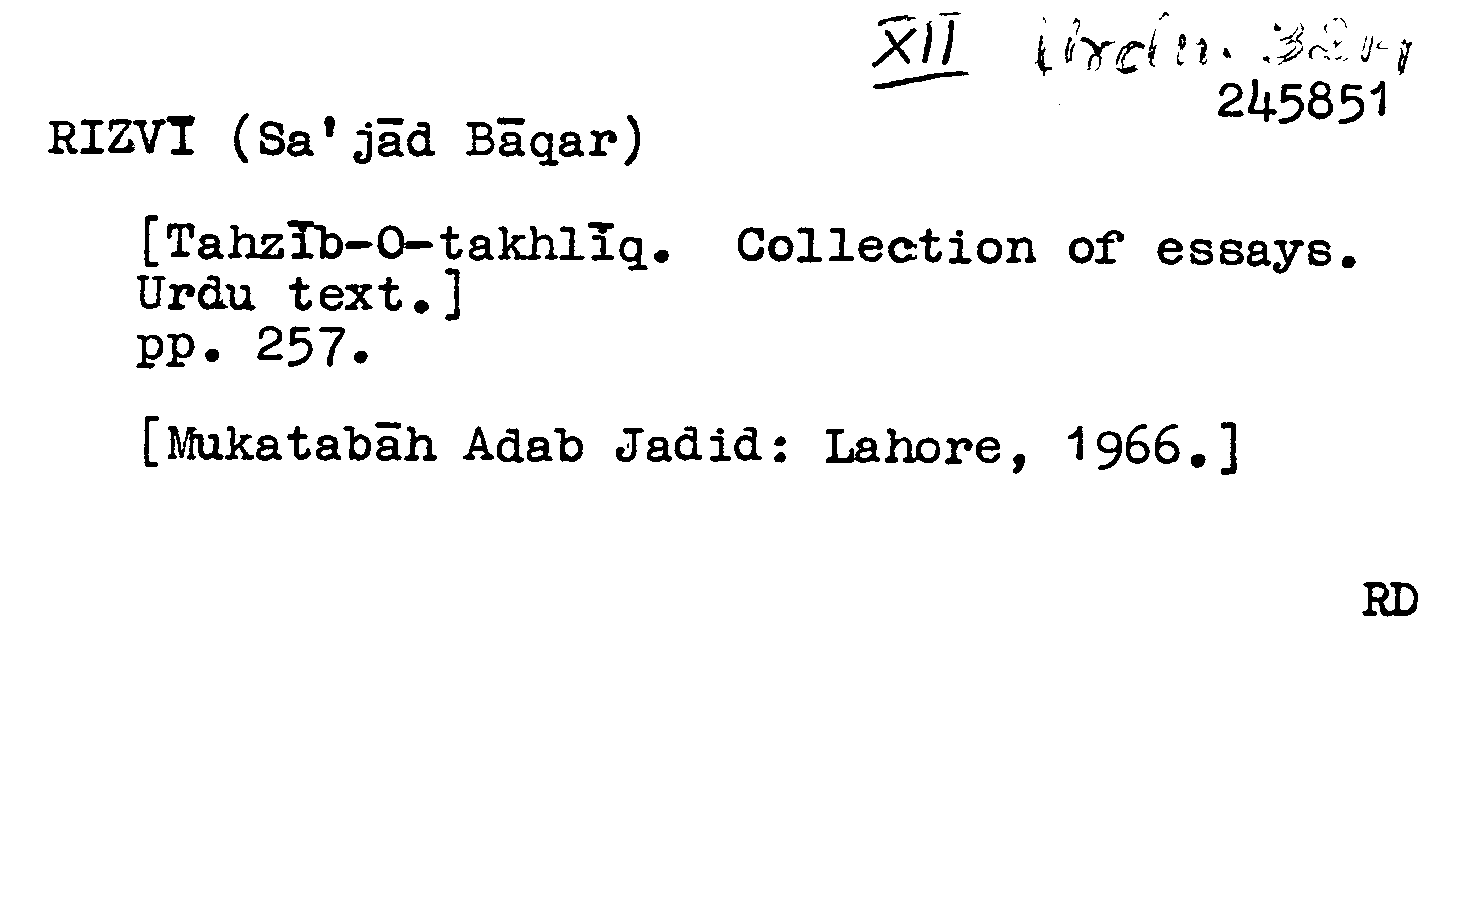 XII Urdu.
245851
RIZVĪ (Sa'jād Bāqar)
[Tahzīb-O-takhlīq. Collection of essays.
Urdu text.]
pp. 257.
[Mukatabāh Adab Jadid: Lahore, 1966.]
RD